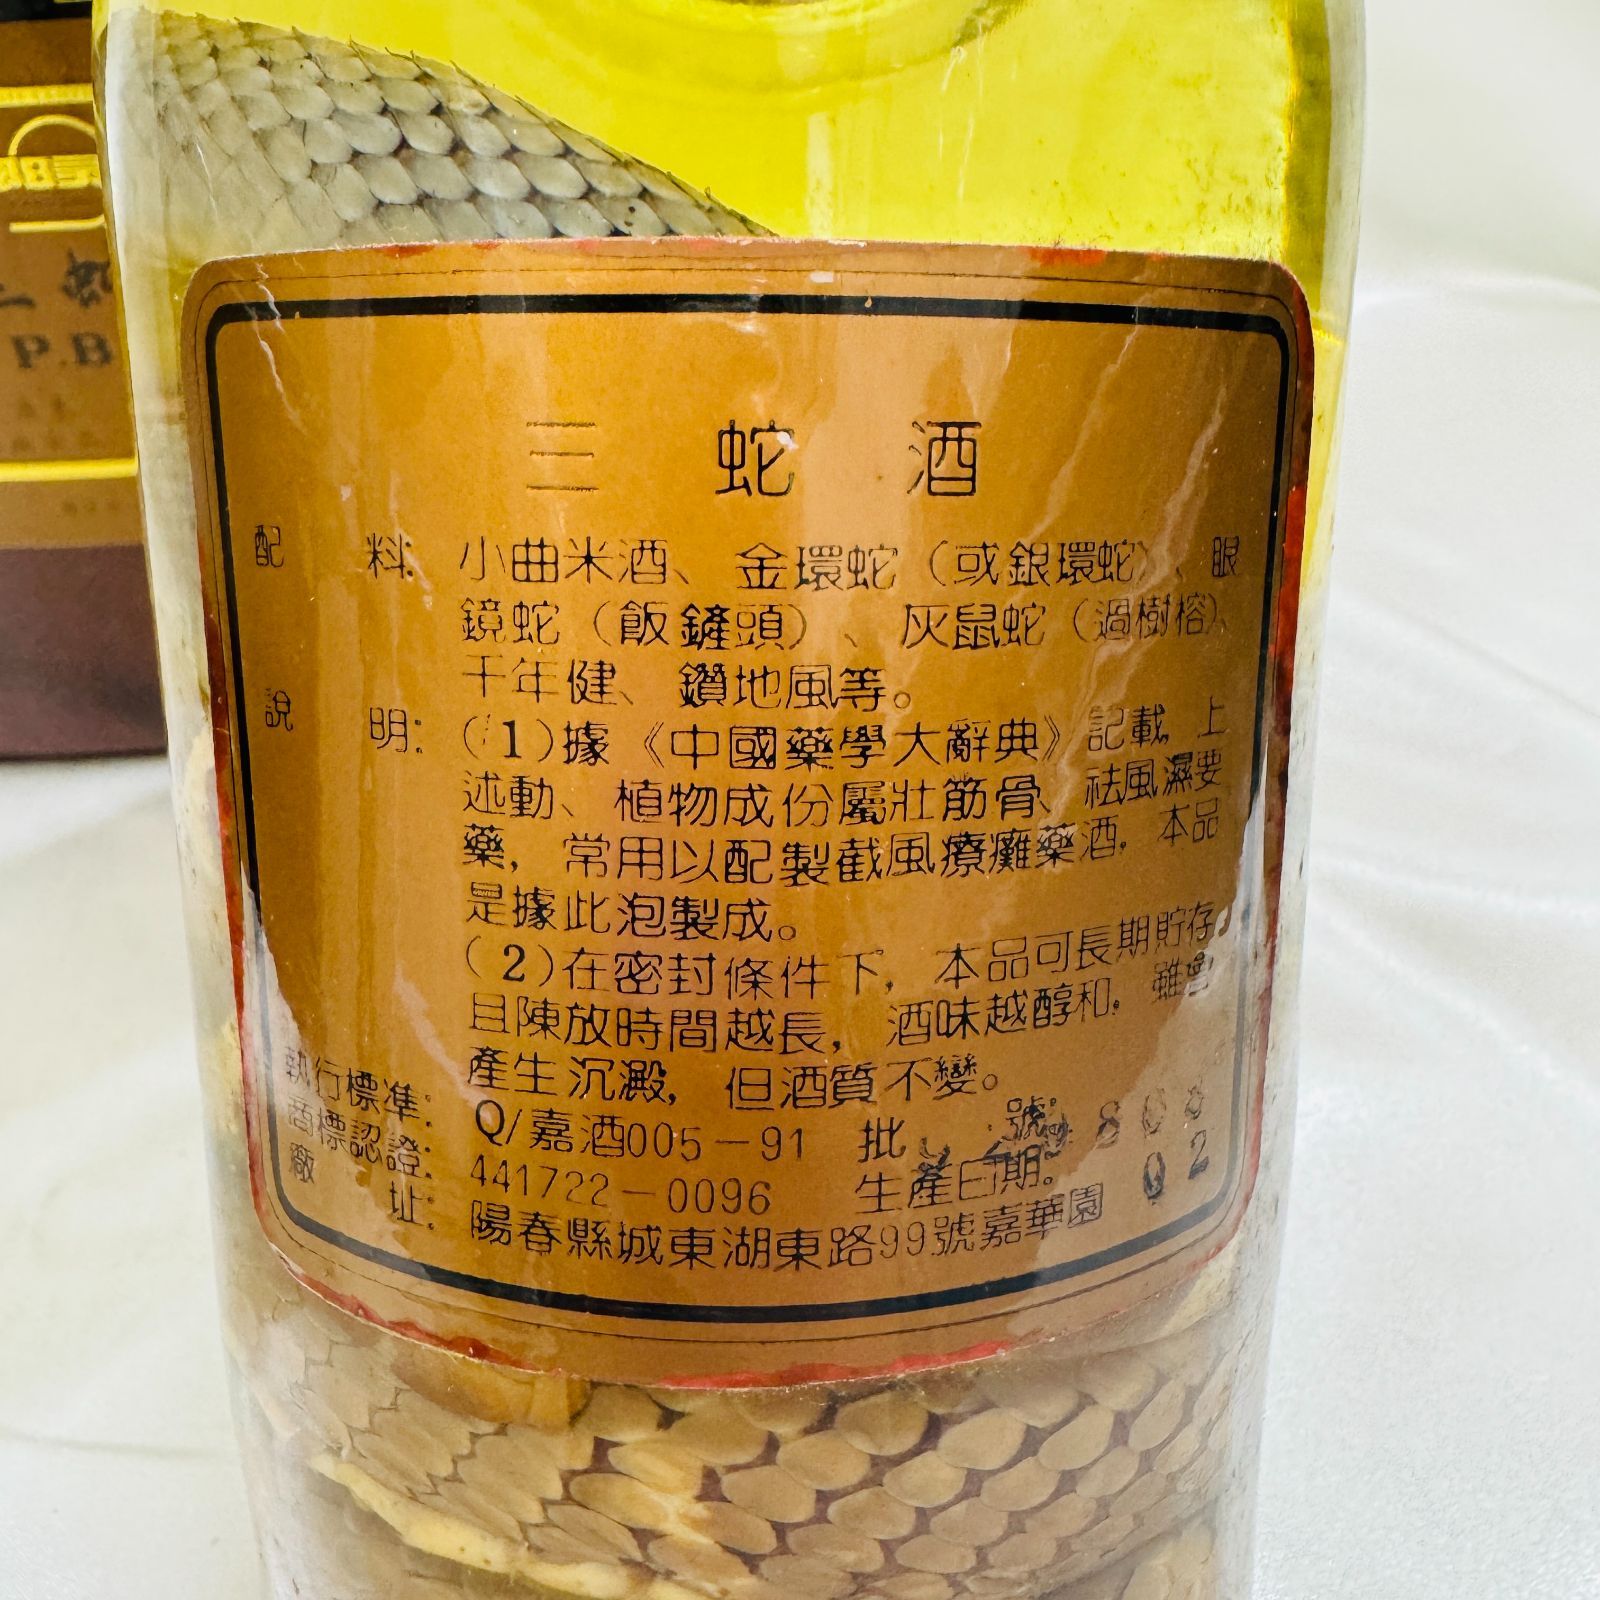 三蛇酒
配料: 小曲米酒、金環蛇（或銀環蛇）、眼
鏡蛇（飯鏟頭）、灰鼠蛇（過樹榕）、
千年健、鑽地風等。
說明: (1)據《中國藥學大辭典》記載,上
述動、植物成份屬壯筋骨、袪風濕要
藥,常用以配製截風療癱藥酒,本品
是據此泡製成。
(2)在密封條件下,本品可長期貯存,
且陳放時間越長,酒味越醇和,雖會
產生沉澱,但酒質不變。
執行標准: Q/嘉酒005-91 批號:
商標認證: 441722-0096 生產日期: 02
廠址: 陽春縣城東湖東路99號嘉華園
P.B